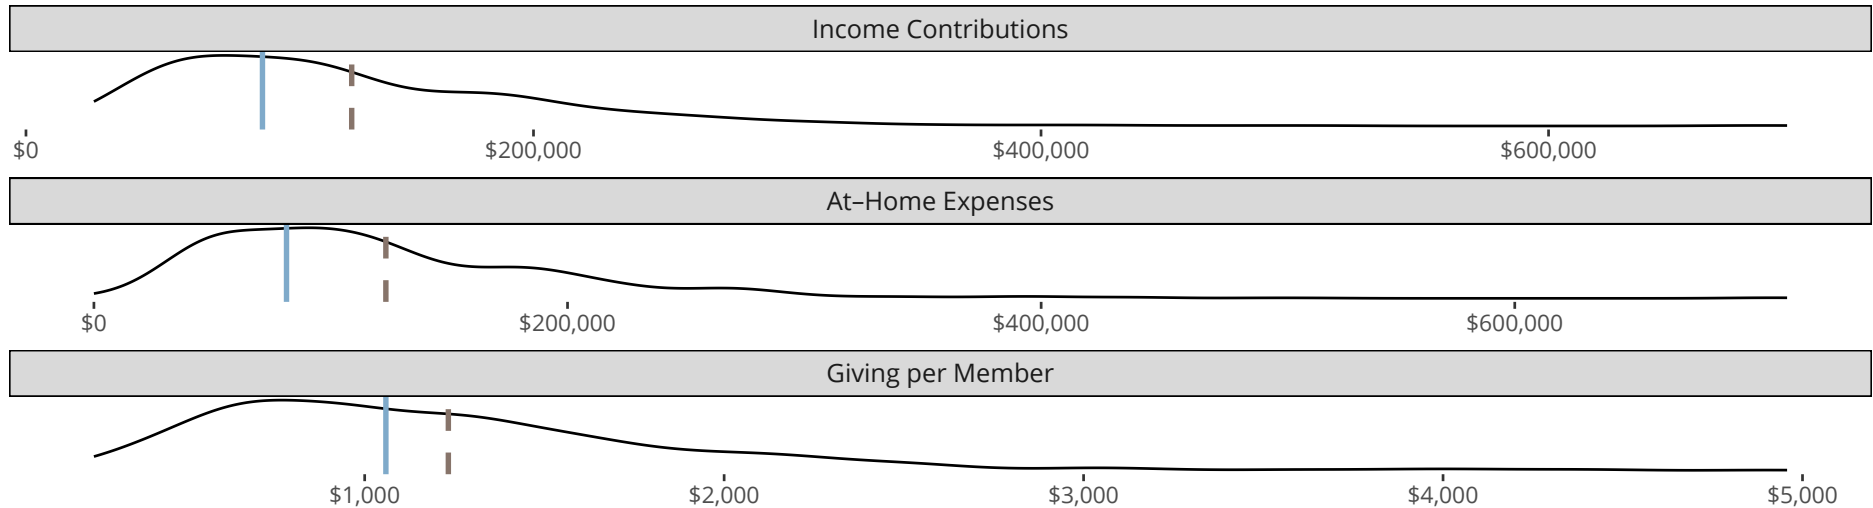 Income Contributions
$0 $200,000 $400,000 $600,000
At–Home Expenses
$0 $200,000 $400,000 $600,000
Giving per Member
$1,000 $2,000 $3,000 $4,000 $5,000